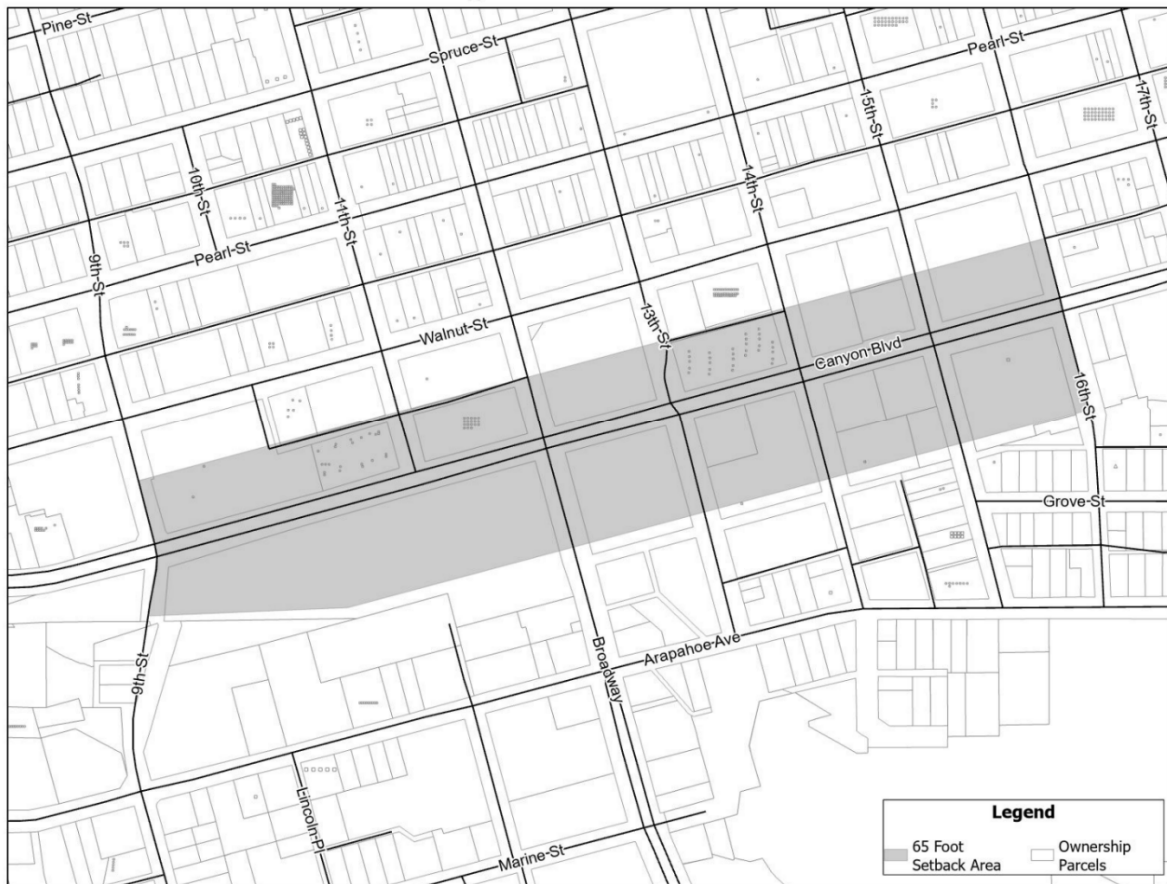 Pine St
Spruce St
Pearl St
17th St
15th St
14th St
10th St
11th St
Pearl St
9th St
Walnut St
13th St
Canyon Blvd
16th St
Grove St
Broadway
Arapahoe Ave
9th St
Lincoln Pl
Marine St
Legend
65 Foot
Setback Area
Ownership
Parcels